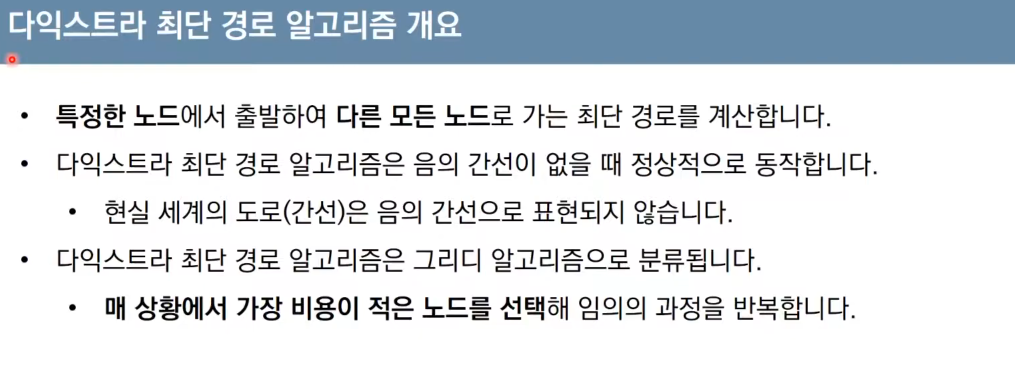 다익스트라 최단 경로 알고리즘 개요
• 특정한 노드에서 출발하여 다른 모든 노드로 가는 최단 경로를 계산합니다.
• 다익스트라 최단 경로 알고리즘은 음의 간선이 없을 때 정상적으로 동작합니다.
• 현실 세계의 도로(간선)은 음의 간선으로 표현되지 않습니다.
• 다익스트라 최단 경로 알고리즘은 그리디 알고리즘으로 분류됩니다.
• 매 상황에서 가장 비용이 적은 노드를 선택해 임의의 과정을 반복합니다.